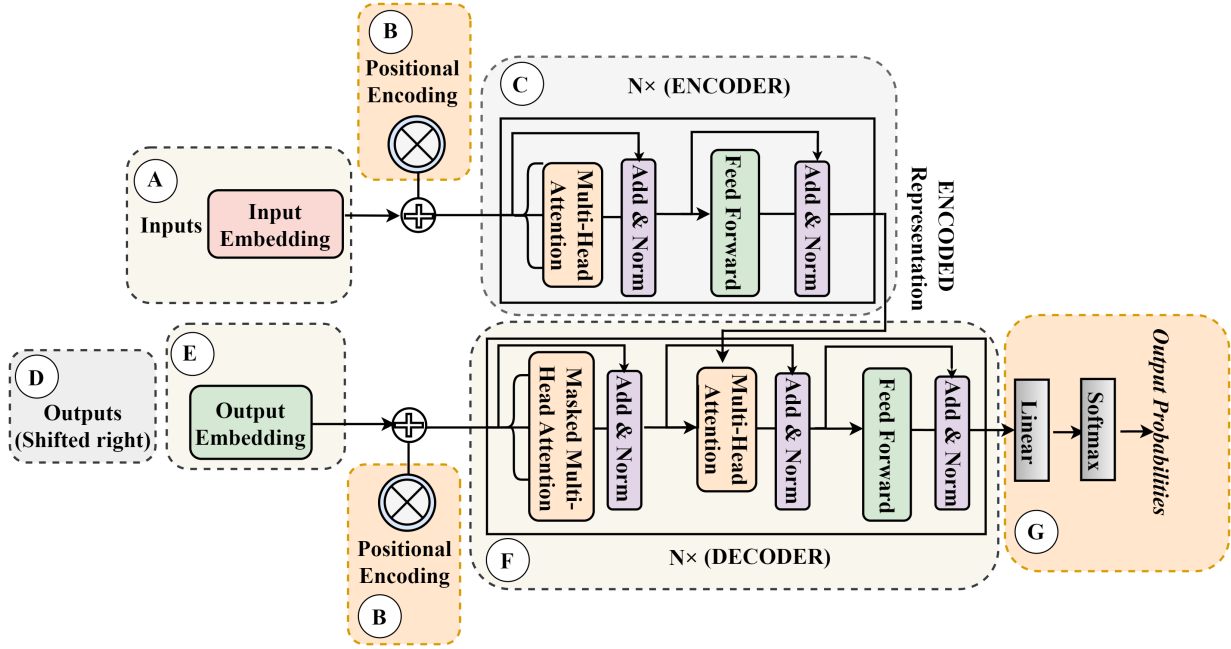 B
Positional
Encoding
C
N× (ENCODER)
A
Inputs
Input
Embedding
Multi-Head
Attention
Add & Norm
Feed Forward
Add & Norm
ENCODED
Representation
D
Outputs
(Shifted right)
E
Output
Embedding
Masked Multi-
Head Attention
Add & Norm
Multi-Head
Attention
Add & Norm
Feed Forward
Add & Norm
Linear
Softmax
Output Probabilities
G
F
N× (DECODER)
Positional
Encoding
B